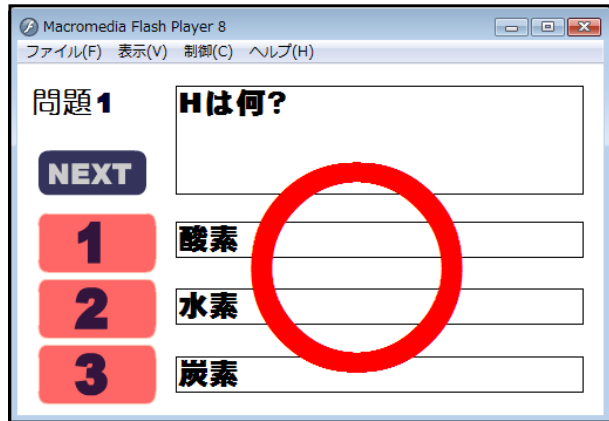 Macromedia Flash Player 8
ファイル(F) 表示(V) 制御(C) ヘルプ(H)
問題1
Hは何?
NEXT
1 酸素
2 水素
3 炭素